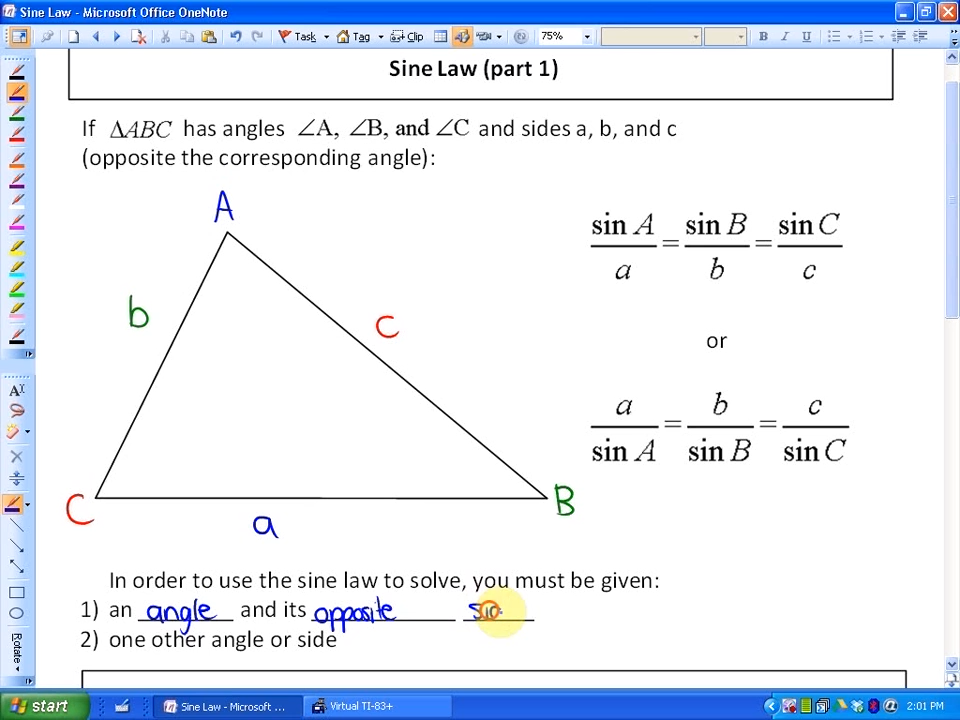 Sine Law - Microsoft Office OneNote
Task Tag Clip 75% B I U
Sine Law (part 1)
If ΔABC has angles ∠A, ∠B, and ∠C and sides a, b, and c
(opposite the corresponding angle):
A
b
c
C
a
B
sin A / a = sin B / b = sin C / c
or
a / sin A = b / sin B = c / sin C
In order to use the sine law to solve, you must be given:
1) an angle and its opposite
2) one other angle or side
Rotate
start Sine Law - Microsoft ... Virtual TI-83+ 2:01 PM